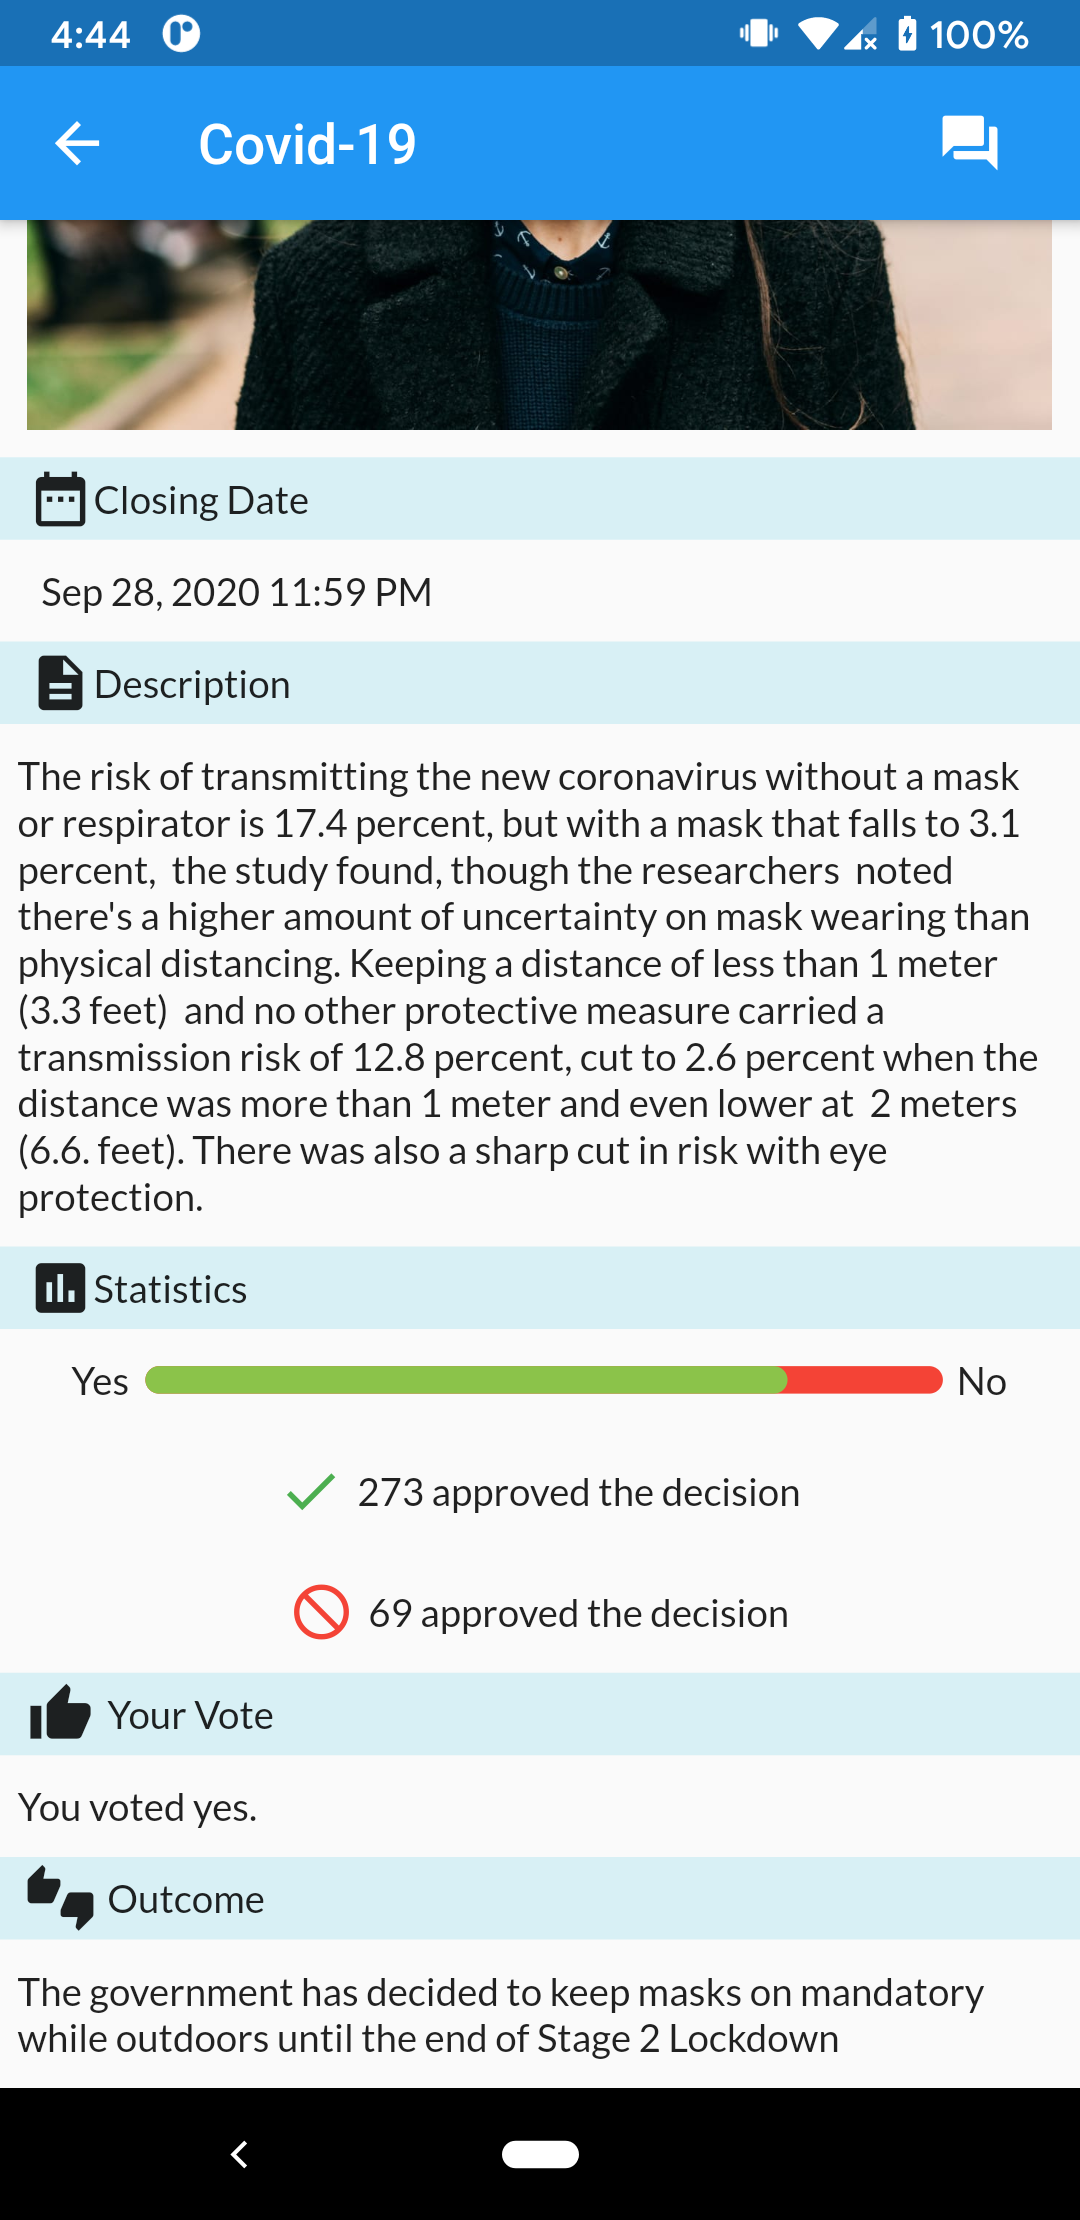 4:44
100%
Covid-19
Closing Date
Sep 28, 2020 11:59 PM
Description
The risk of transmitting the new coronavirus without a mask
or respirator is 17.4 percent, but with a mask that falls to 3.1
percent,  the study found, though the researchers  noted
there's a higher amount of uncertainty on mask wearing than
physical distancing. Keeping a distance of less than 1 meter
(3.3 feet)  and no other protective measure carried a
transmission risk of 12.8 percent, cut to 2.6 percent when the
distance was more than 1 meter and even lower at  2 meters
(6.6. feet). There was also a sharp cut in risk with eye
protection.
Statistics
Yes No
273 approved the decision
69 approved the decision
Your Vote
You voted yes.
Outcome
The government has decided to keep masks on mandatory
while outdoors until the end of Stage 2 Lockdown